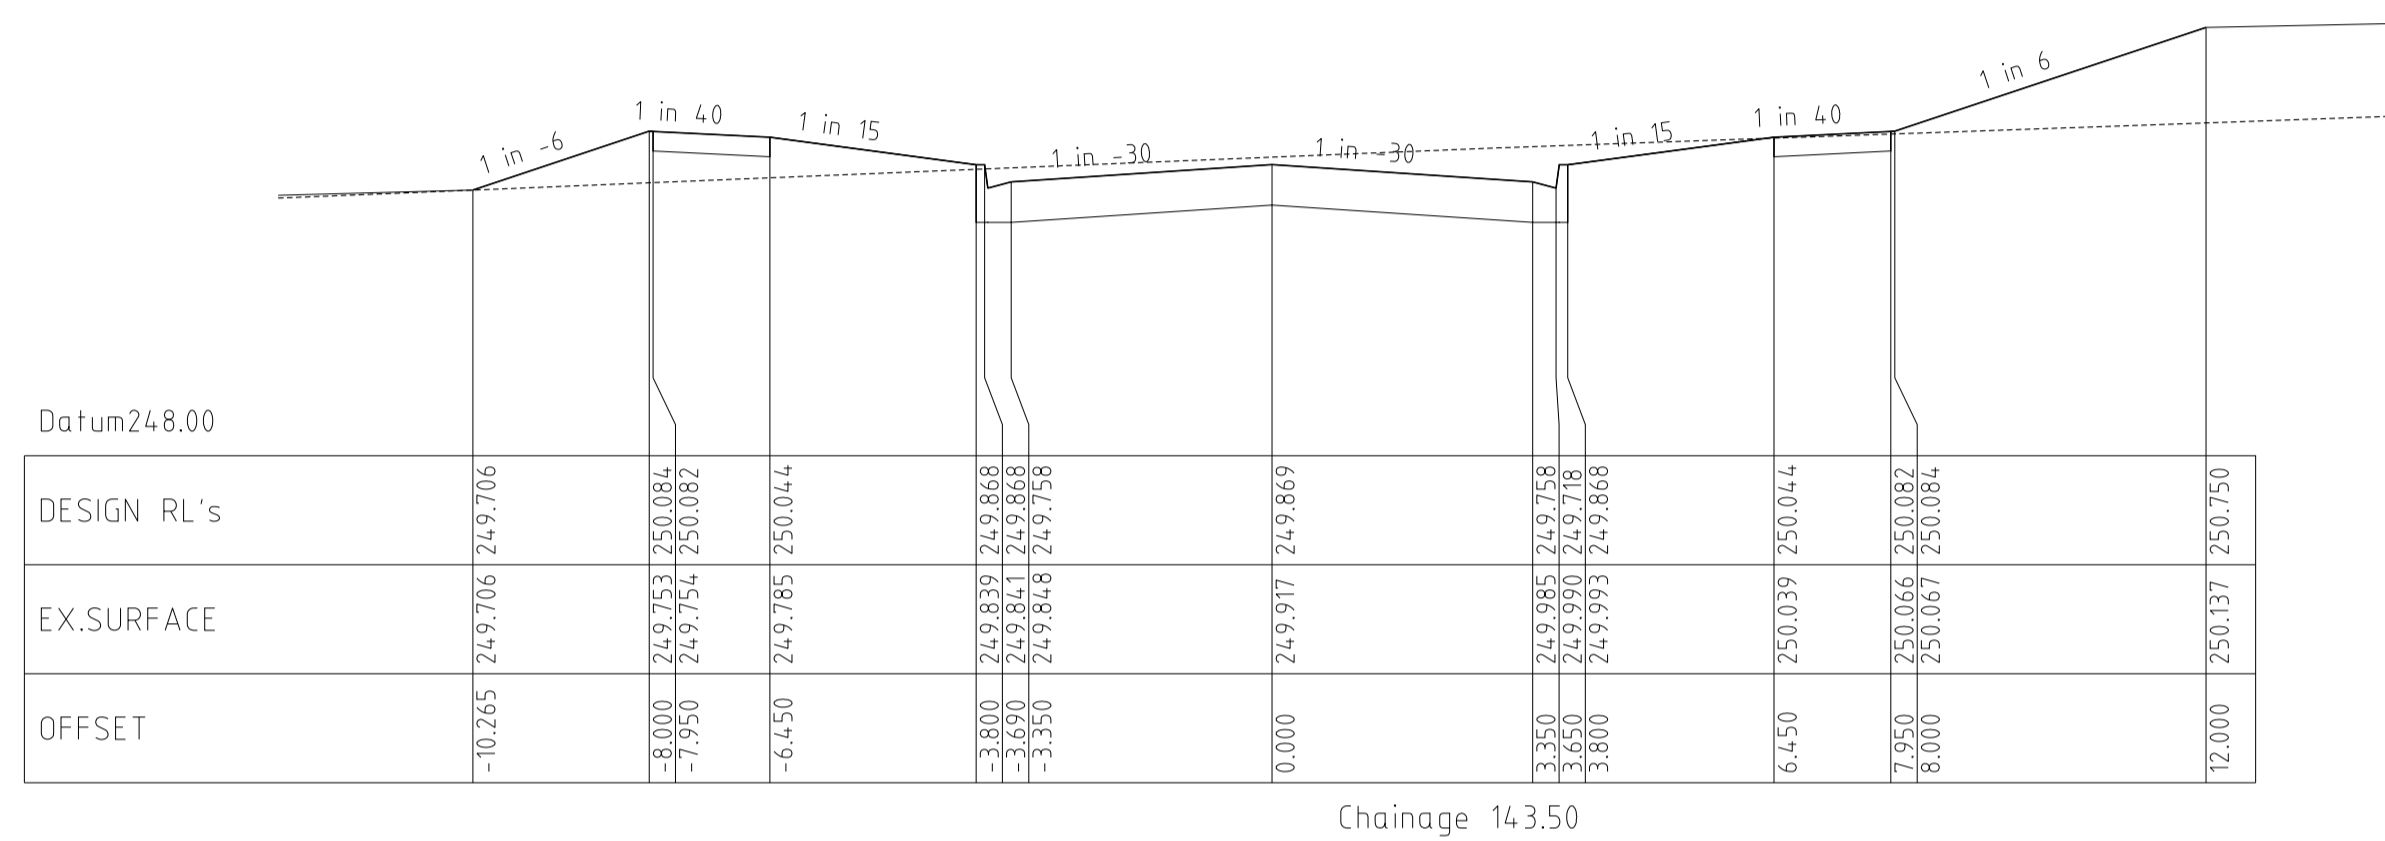 1 in -6
1 in 40
1 in 15
1 in -30
1 in -30
1 in 15
1 in 40
1 in 6
Datum248.00
DESIGN RL's 249.706 250.084 250.082 250.044 249.868 249.868 249.758 249.869 249.758 249.718 249.868 250.044 250.082 250.084 250.750
EX.SURFACE 249.706 249.753 249.754 249.785 249.839 249.841 249.848 249.917 249.985 249.990 249.993 250.039 250.066 250.067 250.137
OFFSET -10.265 -8.000 -7.950 -6.450 -3.800 -3.690 -3.350 0.000 3.350 3.650 3.800 6.450 7.950 8.000 12.000
Chainage 143.50